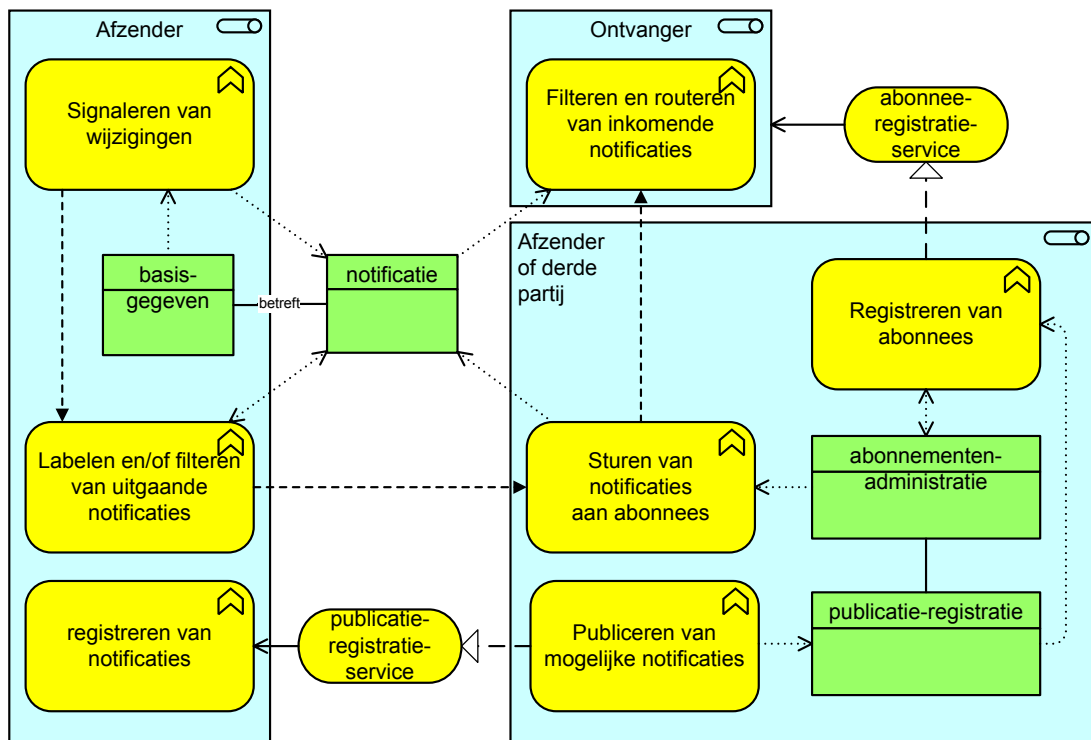 Afzender
Signaleren van
wijzigingen
basis-
gegeven
betreft
notificatie
Labelen en/of filteren
van uitgaande
notificaties
registreren van
notificaties
publicatie-
registratie-
service
Ontvanger
Filteren en routeren
van inkomende
notificaties
abonnee-
registratie-
service
Afzender
of derde
partij
Registreren van
abonnees
Sturen van
notificaties
aan abonnees
abonnementen-
administratie
Publiceren van
mogelijke notificaties
publicatie-registratie